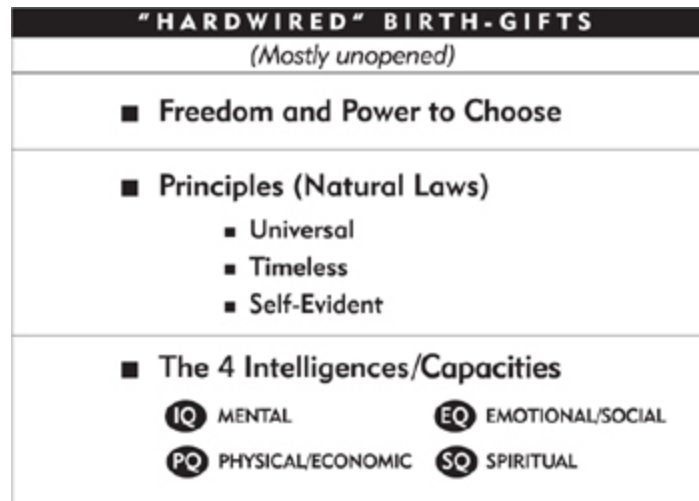 "HARDWIRED" BIRTH-GIFTS
(Mostly unopened)
■ Freedom and Power to Choose
■ Principles (Natural Laws)
■ Universal
■ Timeless
■ Self-Evident
■ The 4 Intelligences/Capacities
IQ MENTAL EQ EMOTIONAL/SOCIAL
PQ PHYSICAL/ECONOMIC SQ SPIRITUAL